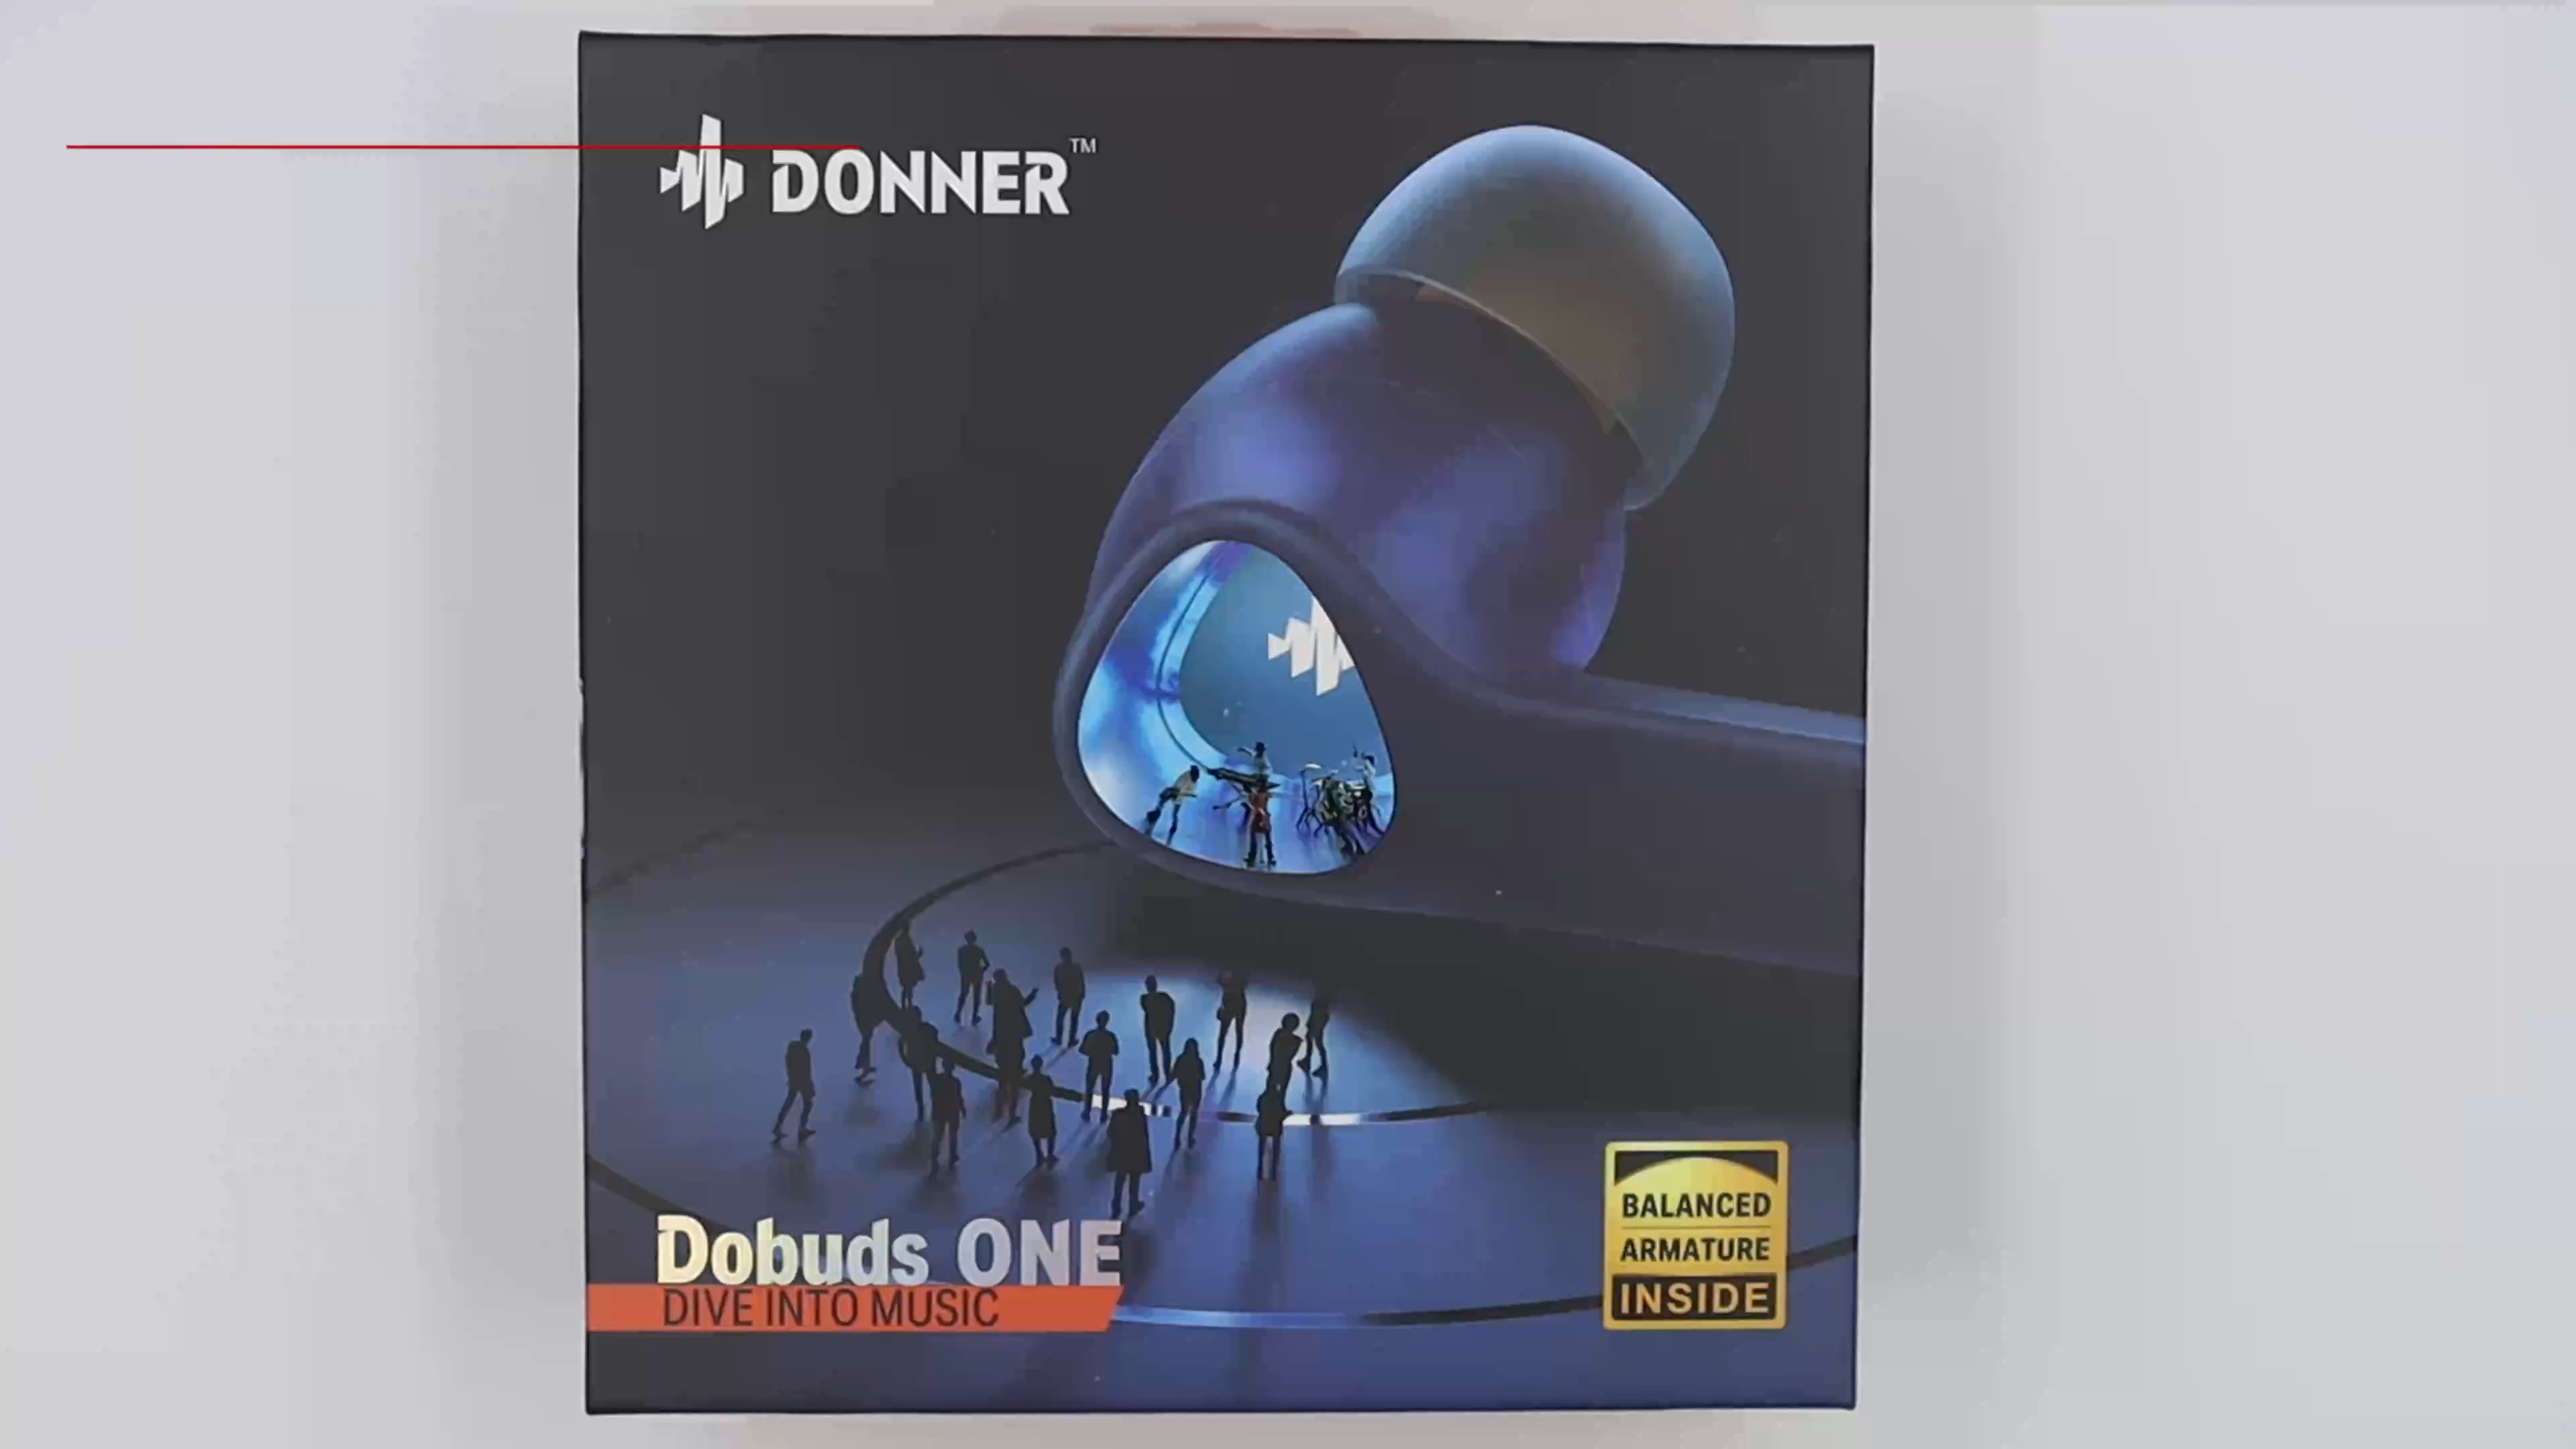 DONNER™
Dobuds ONE
DIVE INTO MUSIC
BALANCED
ARMATURE
INSIDE